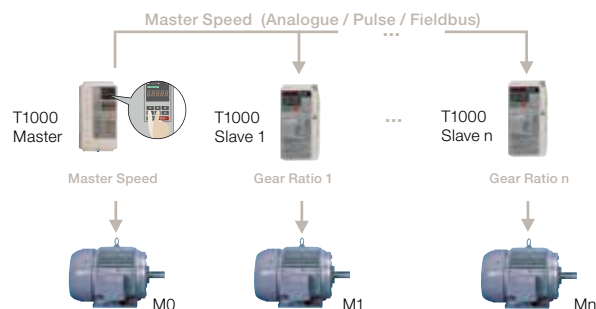 Master Speed (Analogue / Pulse / Fieldbus)
...
T1000
Master
T1000
Slave 1
...
T1000
Slave n
Master Speed
Gear Ratio 1
Gear Ratio n
M0
M1
Mn